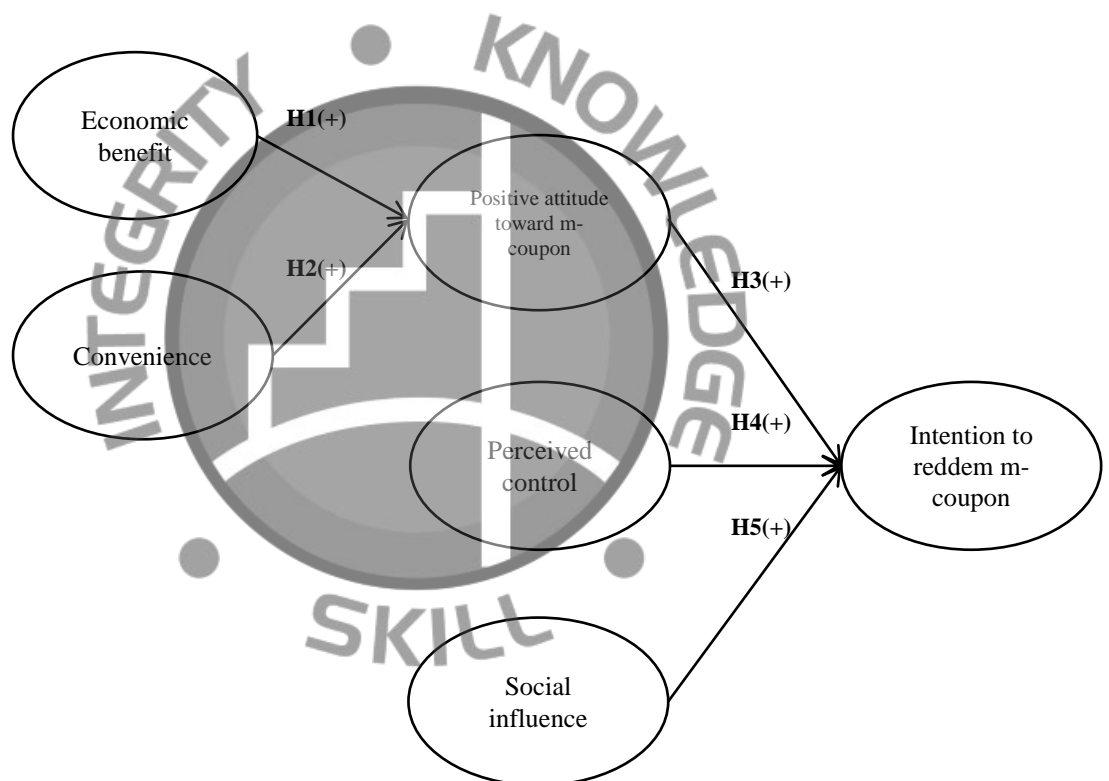 INTEGRITY
KNOWLEDGE
SKILL
Economic
benefit
H1(+)
Positive attitude
toward m-
coupon
H2(+)
Convenience
H3(+)
Perceived
control
H4(+)
Intention to
reddem m-
coupon
H5(+)
Social
influence